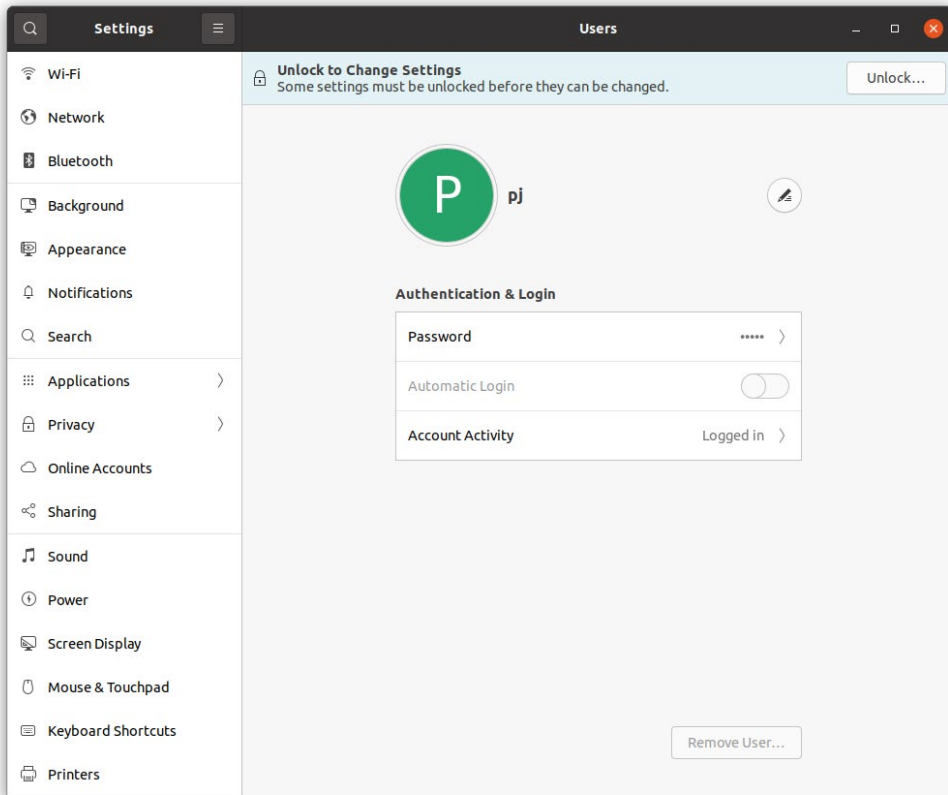 Settings
Users
Wi-Fi
Network
Bluetooth
Background
Appearance
Notifications
Search
Applications
Privacy
Online Accounts
Sharing
Sound
Power
Screen Display
Mouse & Touchpad
Keyboard Shortcuts
Printers
Unlock to Change Settings
Some settings must be unlocked before they can be changed.
Unlock...
P
pj
Authentication & Login
Password •••••
Automatic Login
Account Activity Logged in
Remove User...